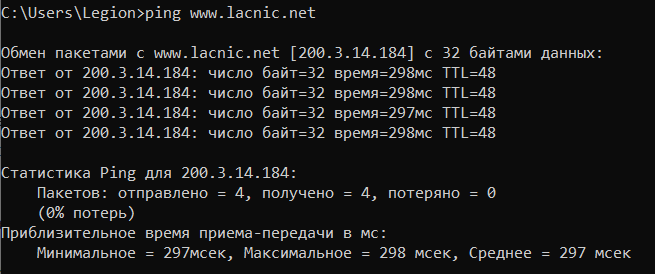 C:\Users\Legion>ping www.lacnic.net
Обмен пакетами с www.lacnic.net [200.3.14.184] с 32 байтами данных:
Ответ от 200.3.14.184: число байт=32 время=298мс TTL=48
Ответ от 200.3.14.184: число байт=32 время=298мс TTL=48
Ответ от 200.3.14.184: число байт=32 время=297мс TTL=48
Ответ от 200.3.14.184: число байт=32 время=298мс TTL=48
Статистика Ping для 200.3.14.184:
    Пакетов: отправлено = 4, получено = 4, потеряно = 0
    (0% потерь)
Приблизительное время приема-передачи в мс:
    Минимальное = 297мсек, Максимальное = 298 мсек, Среднее = 297 мсек